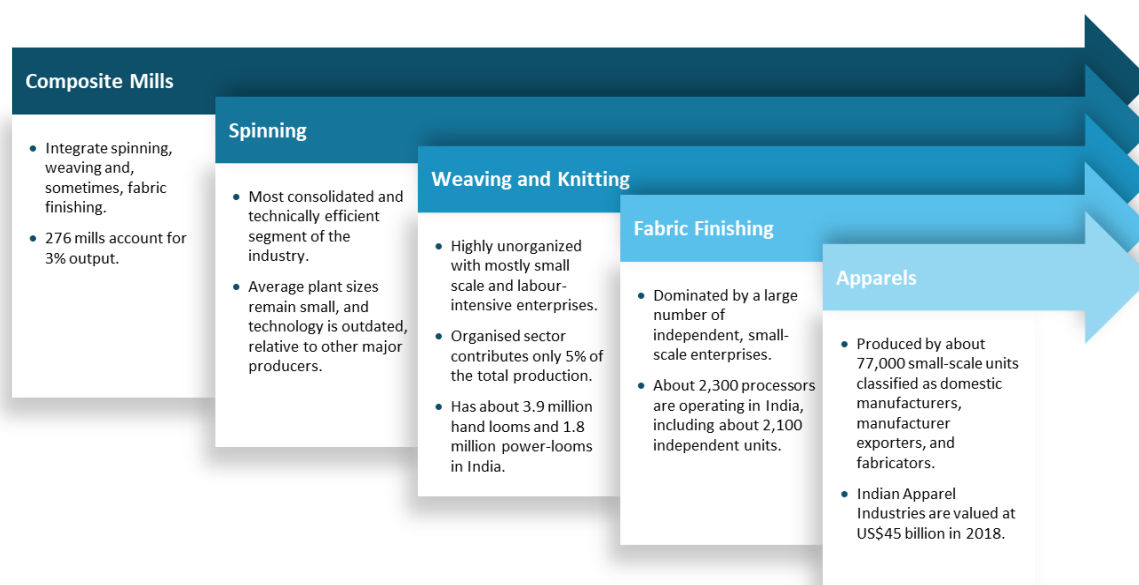 Composite Mills
• Integrate spinning,
weaving and,
sometimes, fabric
finishing.
• 276 mills account for
3% output.
Spinning
• Most consolidated and
technically efficient
segment of the
industry.
• Average plant sizes
remain small, and
technology is outdated,
relative to other major
producers.
Weaving and Knitting
• Highly unorganized
with mostly small
scale and labour-
intensive enterprises.
• Organised sector
contributes only 5% of
the total production.
• Has about 3.9 million
hand looms and 1.8
million power-looms
in India.
Fabric Finishing
• Dominated by a large
number of
independent, small-
scale enterprises.
• About 2,300 processors
are operating in India,
including about 2,100
independent units.
Apparels
• Produced by about
77,000 small-scale units
classified as domestic
manufacturers,
manufacturer
exporters, and
fabricators.
• Indian Apparel
Industries are valued at
US$45 billion in 2018.